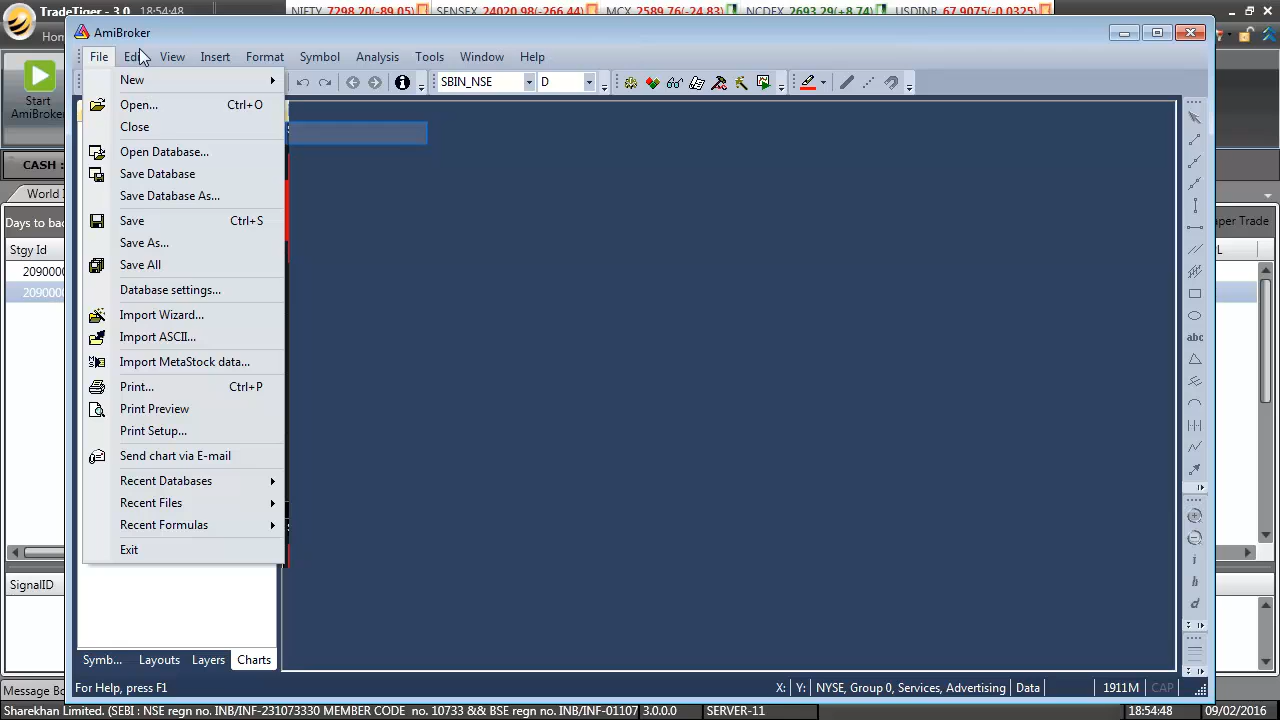 TradeTiger - 18:54:48
NIFTY 7298.20(-89.05) SENSEX 24020.98(-266.44) MCX 2589.76(-24.83) NCDEX 2693.29(+8.74) USDINR 67.9075(-0.0325)
AmiBroker
File Edit View Insert Format Symbol Analysis Tools Window Help
SBIN_NSE D
Start
AmiBroker
New
Open... Ctrl+O
Close
Open Database...
Save Database
Save Database As...
Save Ctrl+S
Save As...
Save All
Database settings...
Import Wizard...
Import ASCII...
Import MetaStock data...
Print... Ctrl+P
Print Preview
Print Setup...
Send chart via E-mail
Recent Databases
Recent Files
Recent Formulas
Exit
CASH :
World I
Days to bac
aper Trade
Stgy Id
209000
209000
SignalID
abc
i
b
d
Symb... Layouts Layers Charts
For Help, press F1 X: Y: NYSE, Group 0, Services, Advertising Data 1911M CAP
Message Bo
Sharekhan Limited. (SEBI : NSE regn no. INB/INF-231073330 MEMBER CODE no. 10733 && BSE regn no. INB/INF-01107 3.0.0.0 SERVER-11 18:54:48 09/02/2016